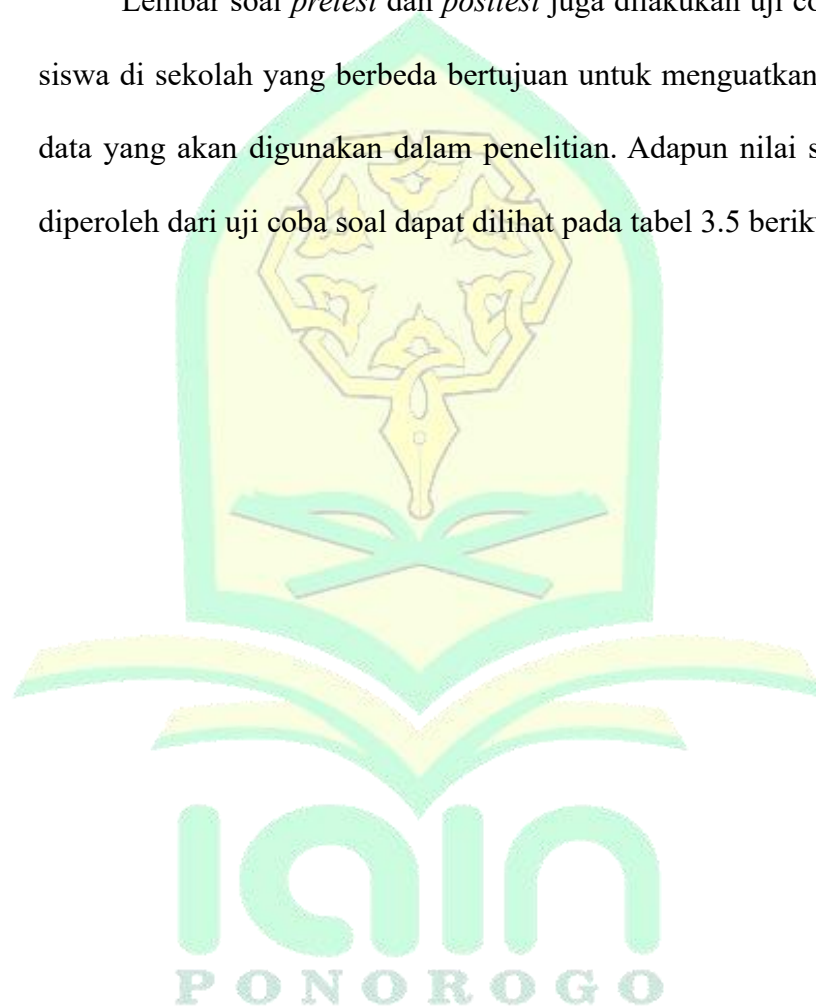 Lembar soal pretest dan posttest juga dilakukan uji
siswa di sekolah yang berbeda bertujuan untuk menguatkan
data yang akan digunakan dalam penelitian. Adapun nilai
diperoleh dari uji coba soal dapat dilihat pada tabel 3.5
iain
PONOROGO